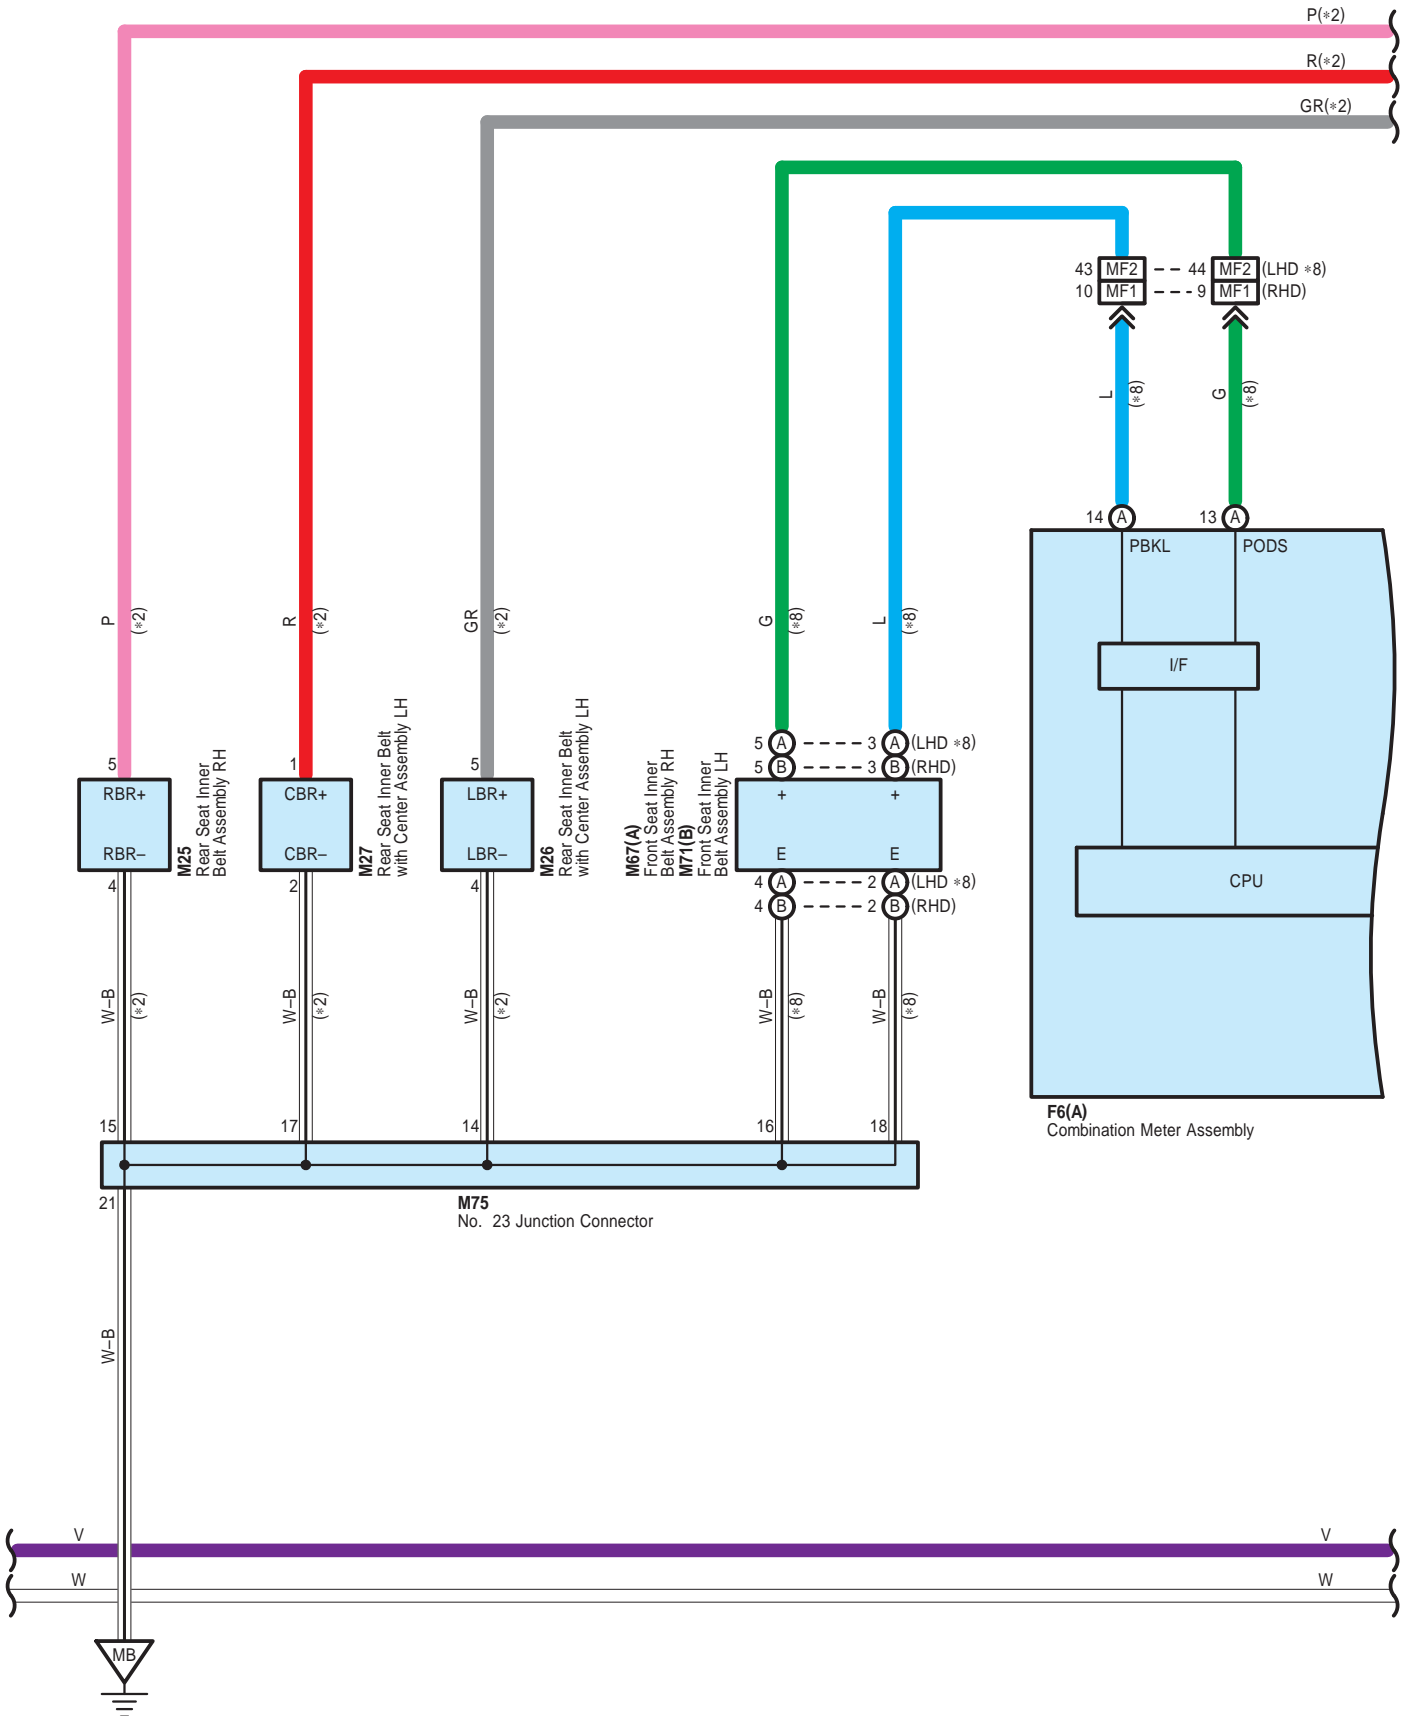 P(*2)
R(*2)
GR(*2)
43 MF2 44 MF2 (LHD *8)
10 MF1 9 MF1 (RHD)
L (*8)
G (*8)
14 A 13 A
PBKL PODS
I/F
CPU
F6(A)
Combination Meter Assembly
P (*2)
R (*2)
GR (*2)
G (*8)
L (*8)
5 A 3 A (LHD *8)
5 B 3 B (RHD)
5 1 5
RBR+ CBR+ LBR+ + +
RBR– CBR– LBR– E E
M25
Rear Seat Inner
Belt Assembly RH
M27
Rear Seat Inner Belt
with Center Assembly LH
M26
Rear Seat Inner Belt
with Center Assembly LH
M67(A)
Front Seat Inner
Belt Assembly RH
M71(B)
Front Seat Inner
Belt Assembly LH
4 2 4
4 A 2 A (LHD *8)
4 B 2 B (RHD)
W–B (*2)
W–B (*2)
W–B (*2)
W–B (*8)
W–B (*8)
15 17 14 16 18
21
M75
No. 23 Junction Connector
W–B
V V
W W
MB